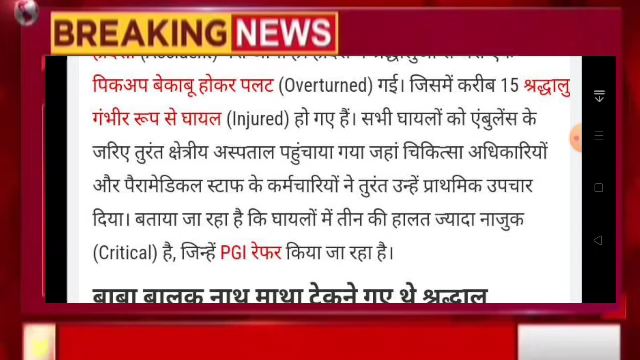 BREAKING NEWS
पिकअप बेकाबू होकर पलट (Overturned) गई। जिसमें करीब 15 श्रद्धालु
गंभीर रूप से घायल (Injured) हो गए हैं। सभी घायलों को एंबुलेंस के
जरिए तुरंत क्षेत्रीय अस्पताल पहुंचाया गया जहां चिकित्सा अधिकारियों
और पैरामेडिकल स्टाफ के कर्मचारियों ने तुरंत उन्हें प्राथमिक उपचार
दिया। बताया जा रहा है कि घायलों में तीन की हालत ज्यादा नाजुक
(Critical) है, जिन्हें PGI रेफर किया जा रहा है।
बाबा बालक नाथ माथा टेकने गए थे श्रद्धालु